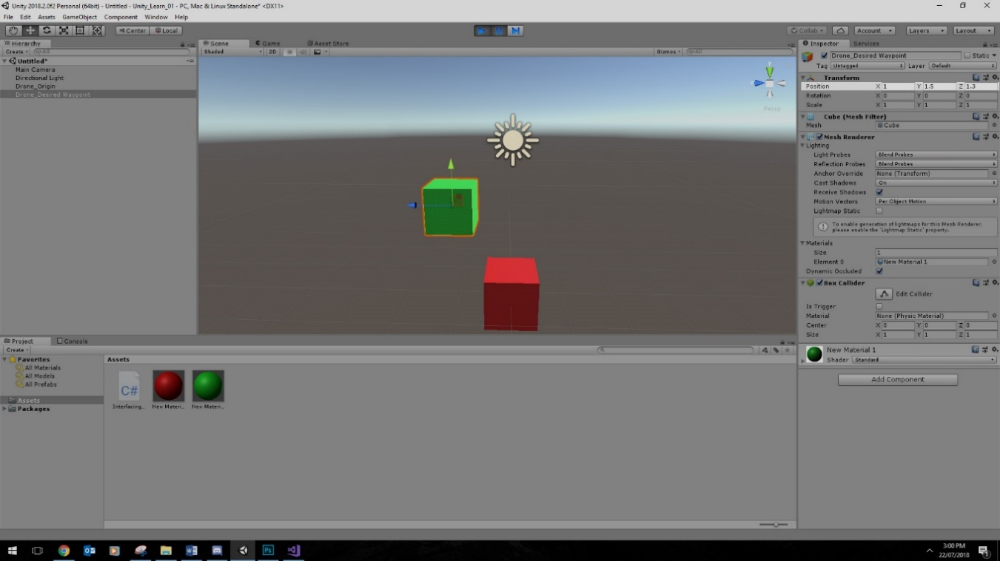 Unity 2018.2.0f2 Personal (64bit) - Untitled - Unity_Learn_01 - PC, Mac & Linux Standalone* <DX11>
File Edit Assets GameObject Component Window Help
Center Local Collab Account Layers Layout
Hierarchy
Create All
Untitled*
Main Camera
Directional Light
Drone_Origin
Drone_Desired Waypoint
Scene Game Asset Store
Shaded 2D Gizmos All
y
Persp
Inspector Services
Drone_Desired Waypoint Static
Tag Untagged Layer Default
Transform
Position X 1 Y 1.5 Z 1.3
Rotation X 0 Y 0 Z 0
Scale X 1 Y 1 Z 1
Cube (Mesh Filter)
Mesh Cube
Mesh Renderer
Lighting
Light Probes Blend Probes
Reflection Probes Blend Probes
Anchor Override None (Transform)
Cast Shadows On
Receive Shadows
Motion Vectors Per Object Motion
Lightmap Static
To enable generation of lightmaps for this Mesh Renderer,
please enable the 'Lightmap Static' property.
Materials
Size 1
Element 0 New Material 1
Dynamic Occluded
Box Collider
Edit Collider
Is Trigger
Material None (Physic Material)
Center X 0 Y 0 Z 0
Size X 1 Y 1 Z 1
New Material 1
Shader Standard
Add Component
Project Console
Create
Favorites
All Materials
All Models
All Prefabs
Assets
Packages
Assets
C#
Interfacing... New Materi... New Materi...
3:00 PM
22/07/2018